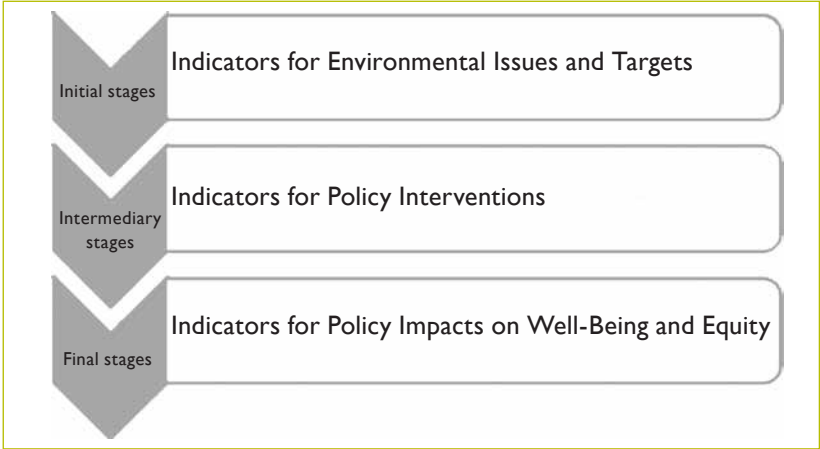 Initial stages
Indicators for Environmental Issues and Targets
Intermediary
stages
Indicators for Policy Interventions
Final stages
Indicators for Policy Impacts on Well-Being and Equity